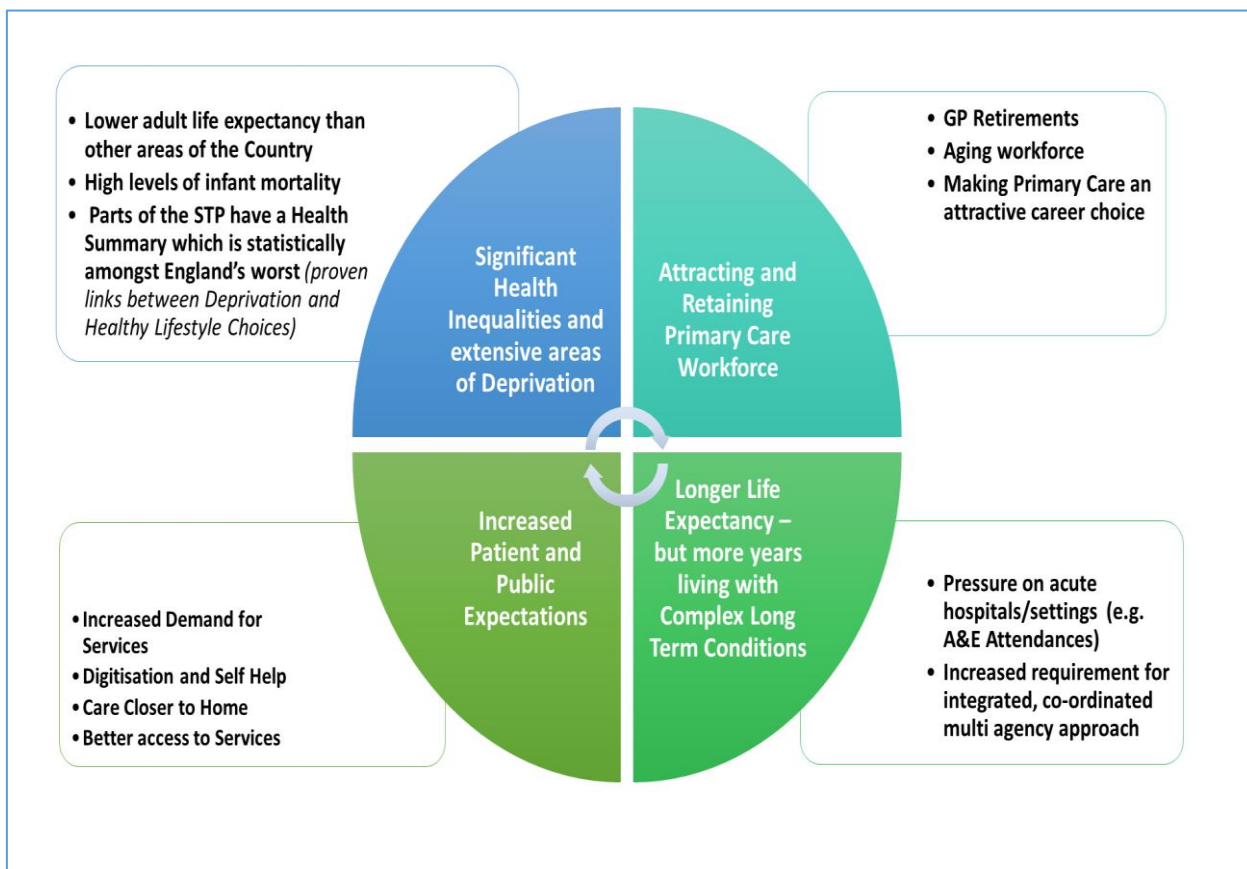 • Lower adult life expectancy than
other areas of the Country
• High levels of infant mortality
• Parts of the STP have a Health
Summary which is statistically
amongst England's worst (proven
links between Deprivation and
Healthy Lifestyle Choices)
Significant
Health
Inequalities and
extensive areas
of Deprivation
Attracting and
Retaining
Primary Care
Workforce
• GP Retirements
• Aging workforce
• Making Primary Care an
attractive career choice
• Increased Demand for
Services
• Digitisation and Self Help
• Care Closer to Home
• Better access to Services
Increased
Patient and
Public
Expectations
Longer Life
Expectancy –
but more years
living with
Complex Long
Term Conditions
• Pressure on acute
hospitals/settings (e.g.
A&E Attendances)
• Increased requirement for
integrated, co-ordinated
multi agency approach